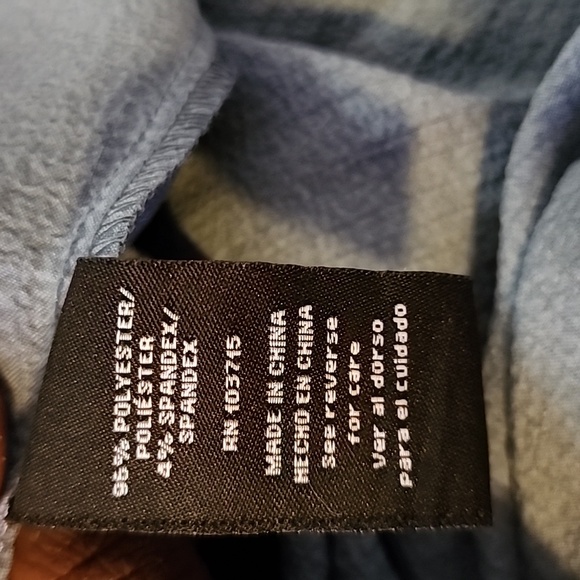 96% POLYESTER/
POLIÉSTER
4% SPANDEX/
SPANDEX
RN 103715
MADE IN CHINA
HECHO EN CHINA
See reverse
for care
Ver al dorso
Para el cuidado